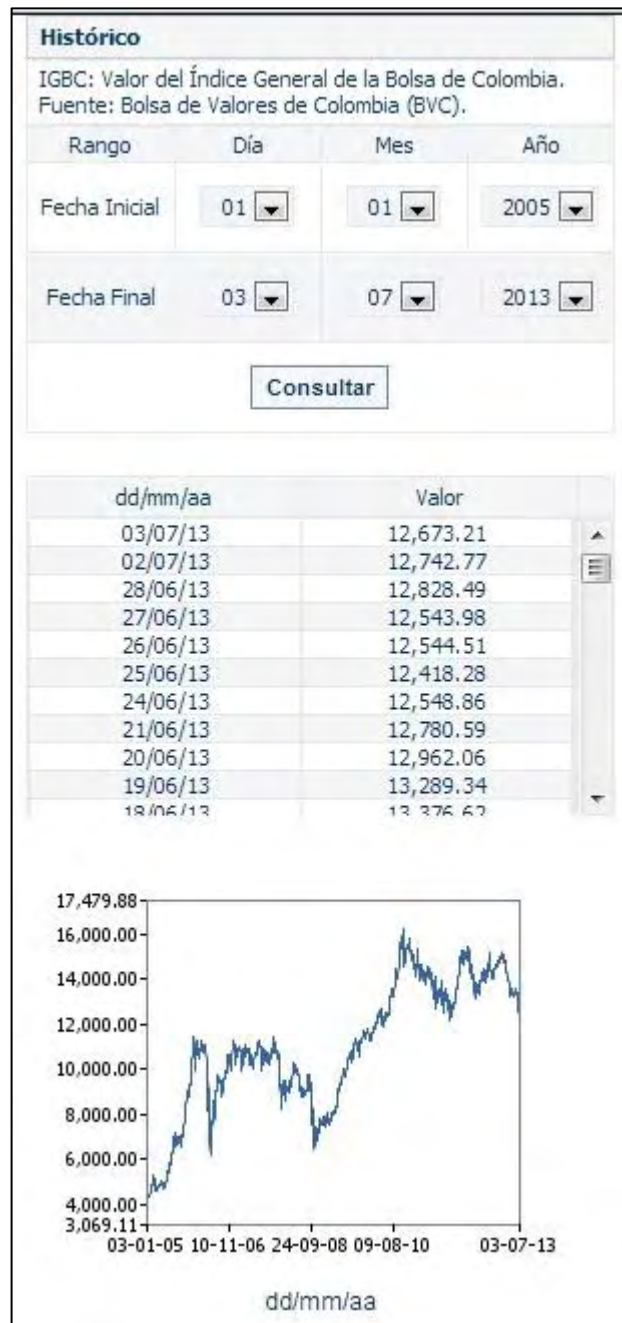 Histórico
IGBC: Valor del Índice General de la Bolsa de Colombia.
Fuente: Bolsa de Valores de Colombia (BVC).
Rango Día Mes Año
Fecha Inicial 01 01 2005
Fecha Final 03 07 2013
Consultar
dd/mm/aa Valor
03/07/13 12,673.21
02/07/13 12,742.77
28/06/13 12,828.49
27/06/13 12,543.98
26/06/13 12,544.51
25/06/13 12,418.28
24/06/13 12,548.86
21/06/13 12,780.59
20/06/13 12,962.06
19/06/13 13,289.34
18/06/13 13,376.62
17,479.88
16,000.00
14,000.00
12,000.00
10,000.00
8,000.00
6,000.00
4,000.00
3,069.11
03-01-05 10-11-06 24-09-08 09-08-10 03-07-13
dd/mm/aa